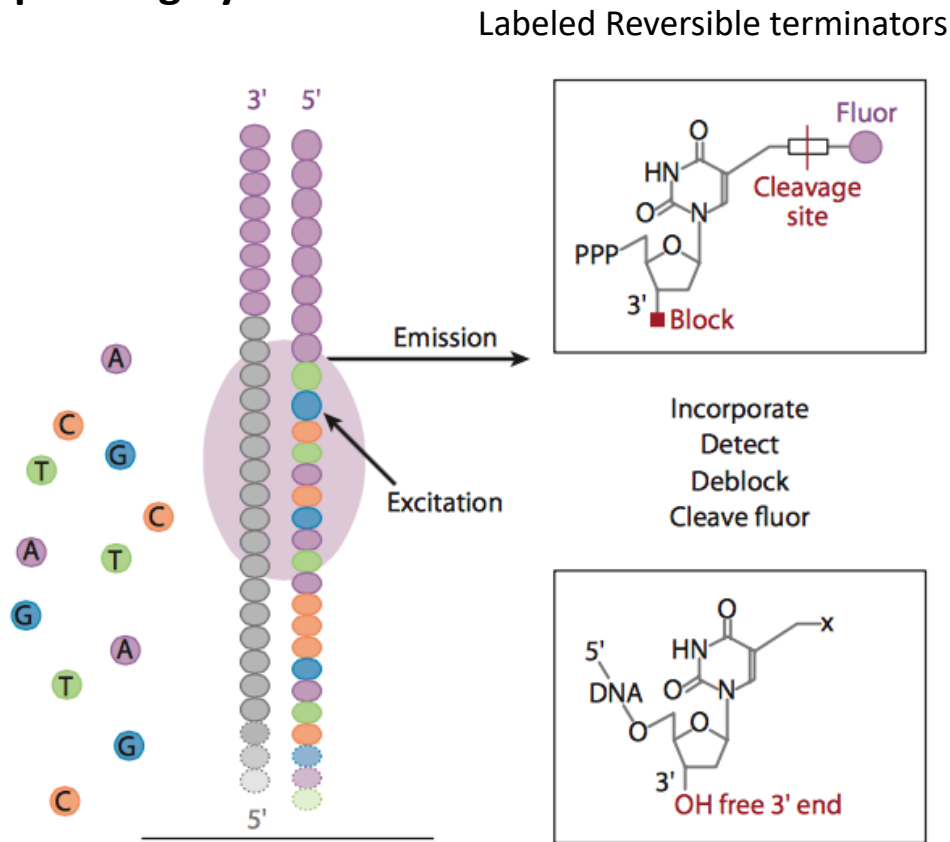 Labeled Reversible terminators
3' 5'
A
C
G
T
C
A
T
G
A
T
G
C
5'
Emission
Excitation
Fluor
O
HN
Cleavage
site
O
N
O
PPP
3'
Block
Incorporate
Detect
Deblock
Cleave fluor
O
x
HN
5'
DNA
O
N
O
O
3'
OH free 3' end